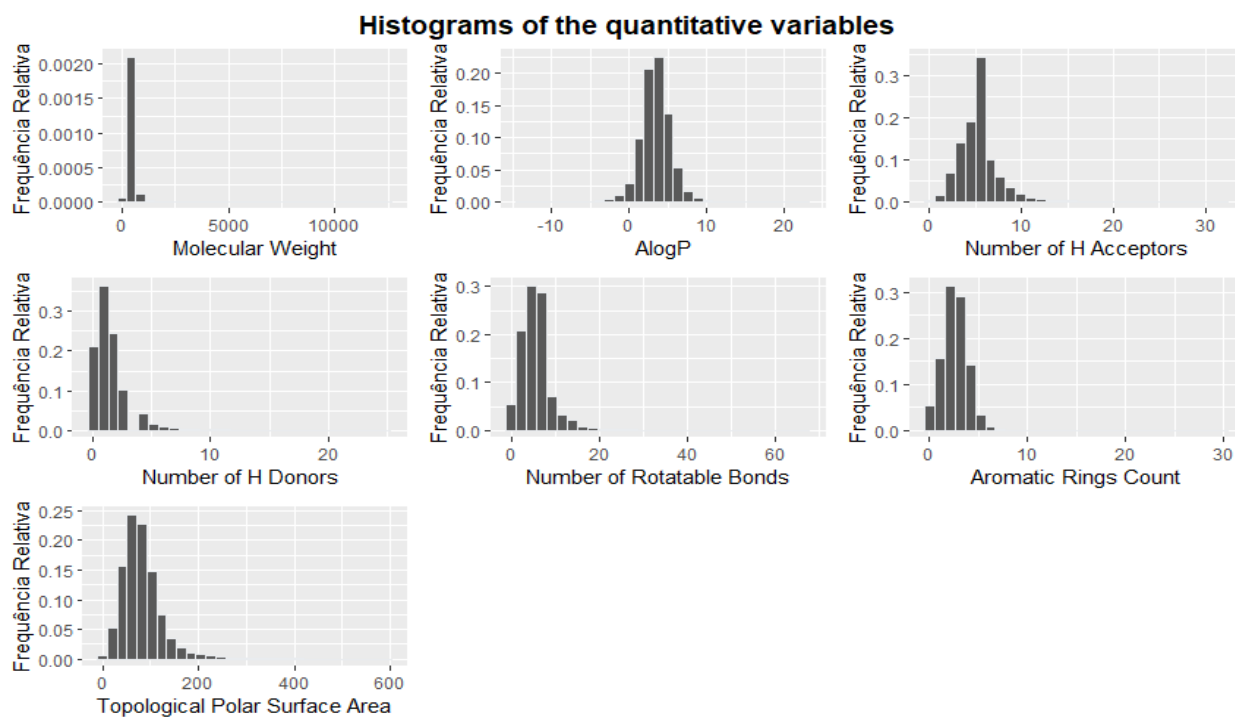 Histograms of the quantitative variables
Frequência Relativa
0.0020
0.0015
0.0010
0.0005
0.0000
0 5000 10000
Molecular Weight
Frequência Relativa
0.20
0.15
0.10
0.05
0.00
-10 0 10 20
AlogP
Frequência Relativa
0.3
0.2
0.1
0.0
0 10 20 30
Number of H Acceptors
Frequência Relativa
0.3
0.2
0.1
0.0
0 10 20
Number of H Donors
Frequência Relativa
0.3
0.2
0.1
0.0
0 20 40 60
Number of Rotatable Bonds
Frequência Relativa
0.3
0.2
0.1
0.0
0 10 20 30
Aromatic Rings Count
Frequência Relativa
0.25
0.20
0.15
0.10
0.05
0.00
0 200 400 600
Topological Polar Surface Area